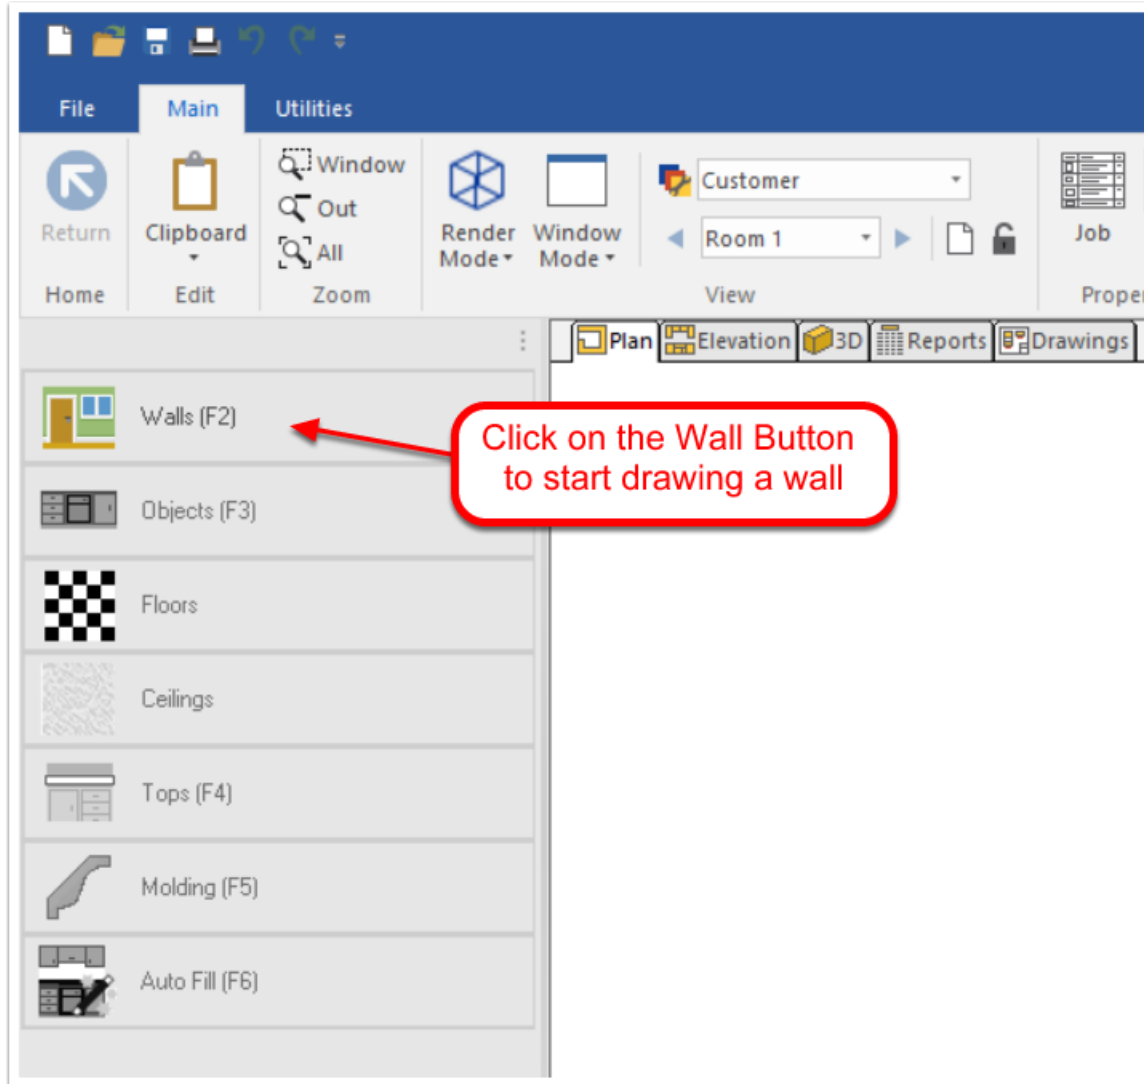 File Main Utilities
Window
Out
All
Return
Clipboard
Render
Mode
Window
Mode
Customer
Room 1
Job
Home
Edit
Zoom
View
Proper
Plan Elevation 3D Reports Drawings
Walls (F2)
Click on the Wall Button
to start drawing a wall
Objects (F3)
Floors
Ceilings
Tops (F4)
Molding (F5)
Auto Fill (F6)